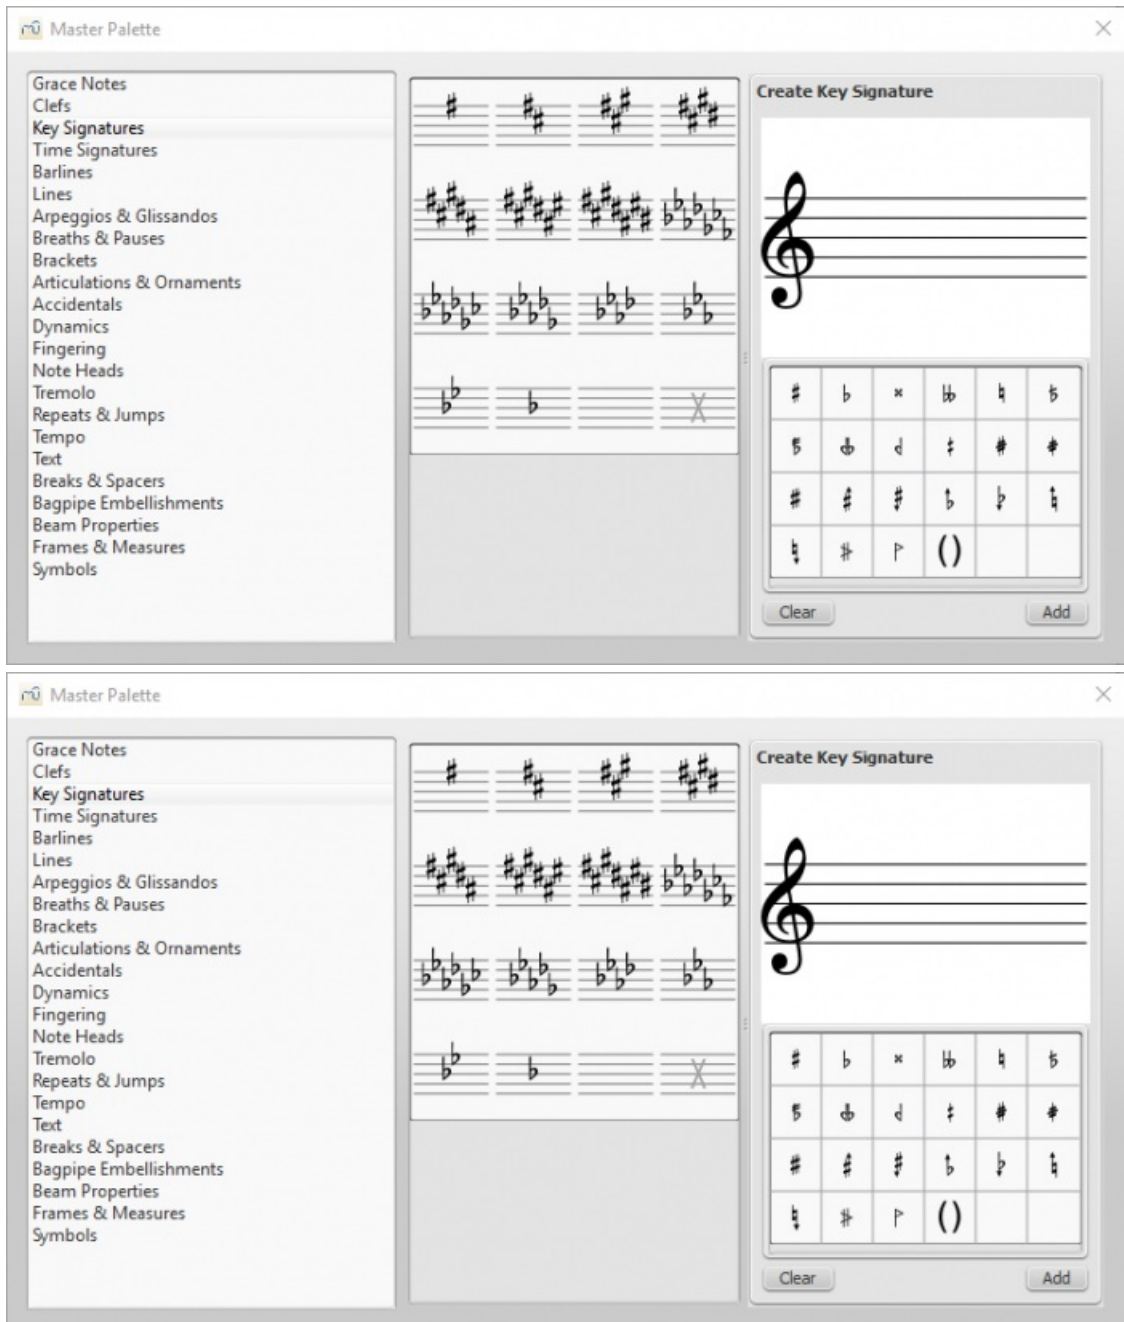 Master Palette
Grace Notes
Clefs
Key Signatures
Time Signatures
Barlines
Lines
Arpeggios & Glissandos
Breaths & Pauses
Brackets
Articulations & Ornaments
Accidentals
Dynamics
Fingering
Note Heads
Tremolo
Repeats & Jumps
Tempo
Text
Breaks & Spacers
Bagpipe Embellishments
Beam Properties
Frames & Measures
Symbols
Create Key Signature
Clear
Add
Master Palette
Grace Notes
Clefs
Key Signatures
Time Signatures
Barlines
Lines
Arpeggios & Glissandos
Breaths & Pauses
Brackets
Articulations & Ornaments
Accidentals
Dynamics
Fingering
Note Heads
Tremolo
Repeats & Jumps
Tempo
Text
Breaks & Spacers
Bagpipe Embellishments
Beam Properties
Frames & Measures
Symbols
Create Key Signature
Clear
Add